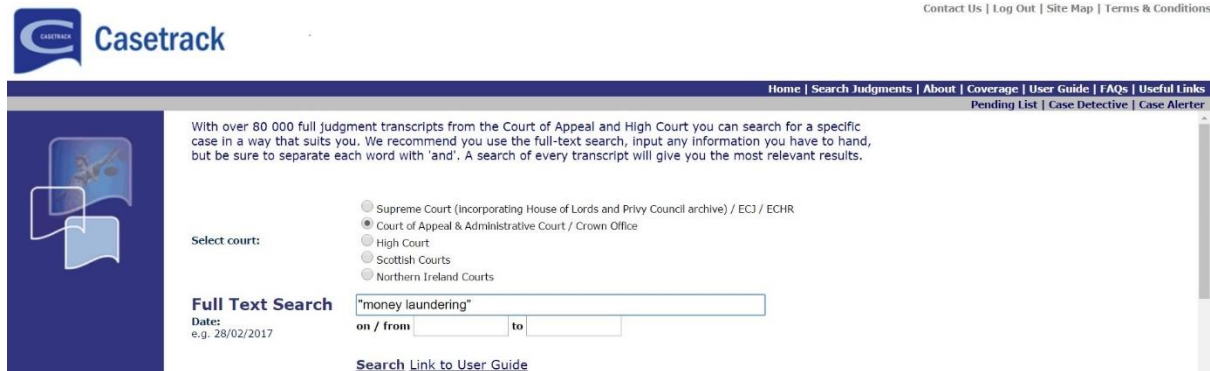 Contact Us | Log Out | Site Map | Terms & Conditions
CASETRACK
Casetrack
Home | Search Judgments | About | Coverage | User Guide | FAQs | Useful Links
Pending List | Case Detective | Case Alerter
With over 80 000 full judgment transcripts from the Court of Appeal and High Court you can search for a specific
case in a way that suits you. We recommend you use the full-text search, input any information you have to hand,
but be sure to separate each word with 'and'. A search of every transcript will give you the most relevant results.
Select court:
Supreme Court (incorporating House of Lords and Privy Council archive) / ECJ / ECHR
Court of Appeal & Administrative Court / Crown Office
High Court
Scottish Courts
Northern Ireland Courts
Full Text Search
"money laundering"
Date:
e.g. 28/02/2017
on / from to
Search Link to User Guide